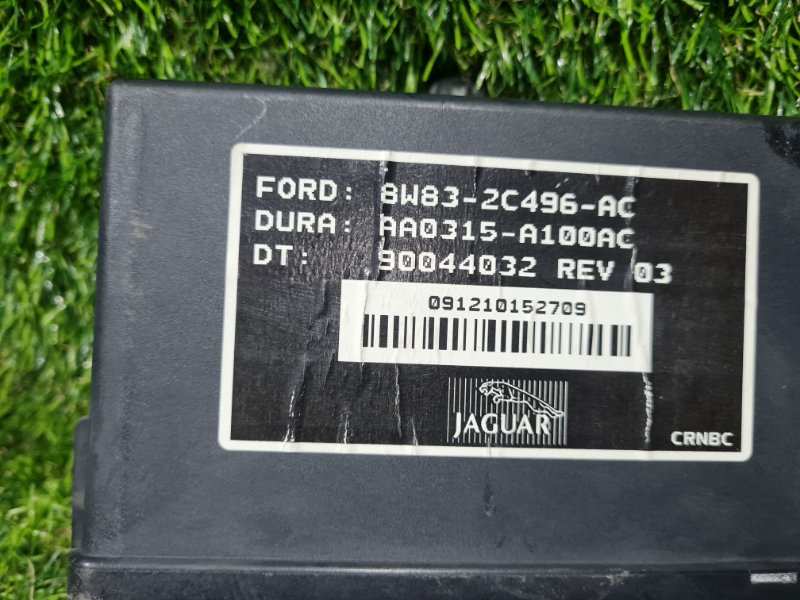 FORD: 8W83-2C496-AC
DURA: AA0315-A100AC
DT: 90044032 REV 03
091210152709
JAGUAR
CRNBC